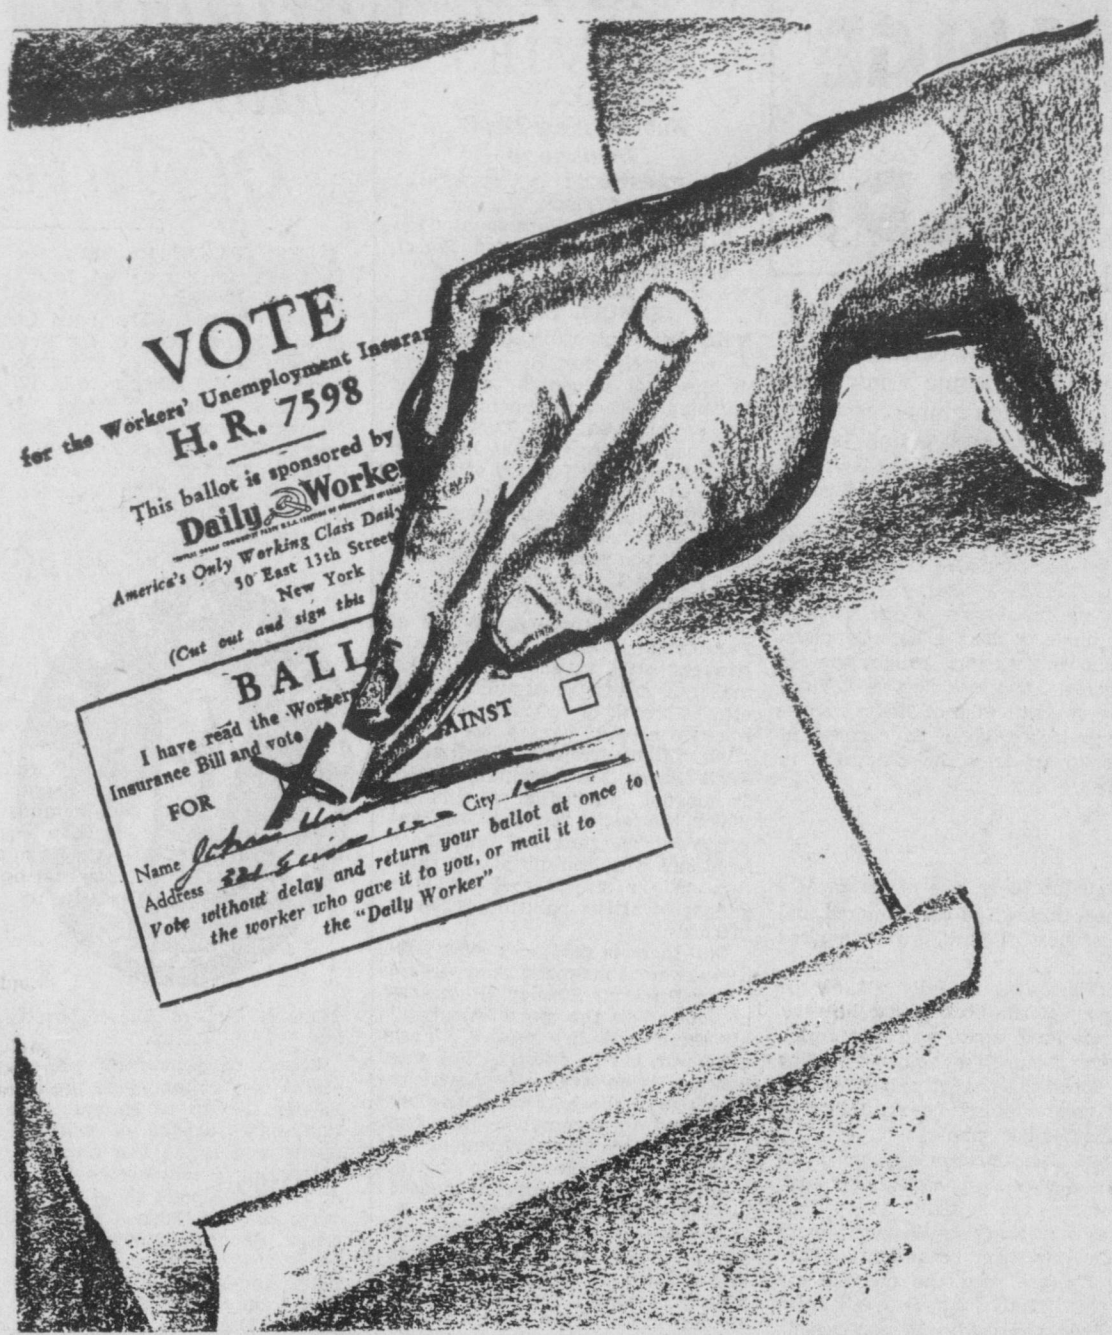 VOTE
for the Workers' Unemployment Insuran
H. R. 7598
This ballot is sponsored by
Daily Worker
America's Only Working Class Daily
50 East 13th Street
New York
(Cut out and sign this
BALL
I have read the Workers
Insurance Bill and vote
FOR AINST
Name John
Address City
Vote without delay and return your ballot at once to
the worker who gave it to you, or mail it to
the "Daily Worker"